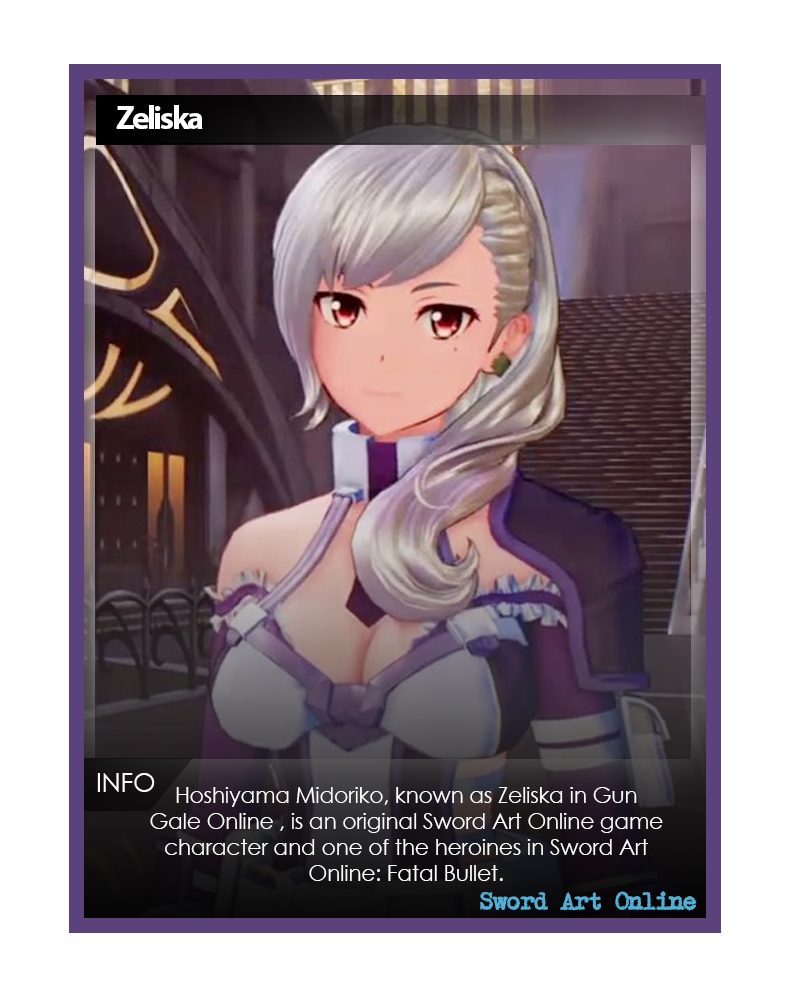 Zeliska
INFO
Hoshiyama Midoriko, known as Zeliska in Gun
Gale Online , is an original Sword Art Online game
character and one of the heroines in Sword Art
Online: Fatal Bullet.
Sword Art Online